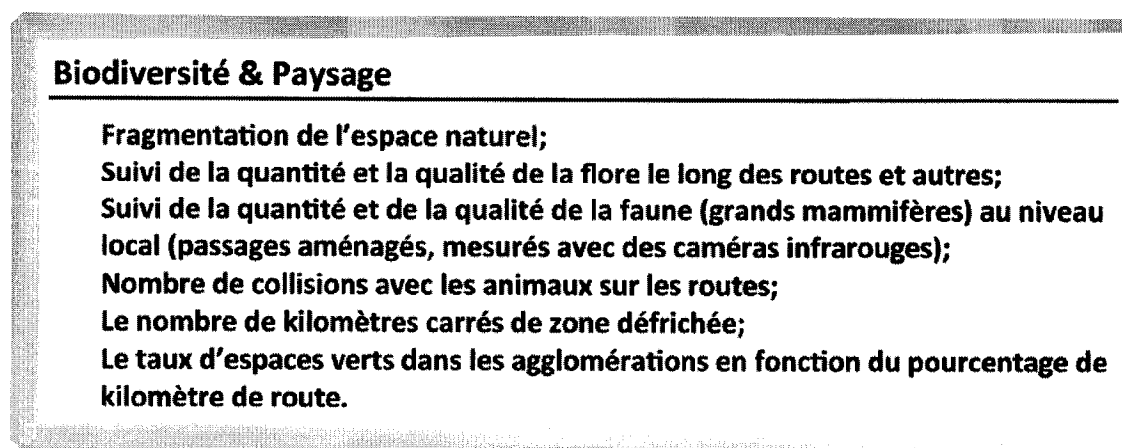 Biodiversité & Paysage
Fragmentation de l'espace naturel;
Suivi de la quantité et la qualité de la flore le long des routes et autres;
Suivi de la quantité et de la qualité de la faune (grands mammifères) au niveau
local (passages aménagés, mesurés avec des caméras infrarouges);
Nombre de collisions avec les animaux sur les routes;
Le nombre de kilomètres carrés de zone défrichée;
Le taux d'espaces verts dans les agglomérations en fonction du pourcentage de
kilomètre de route.